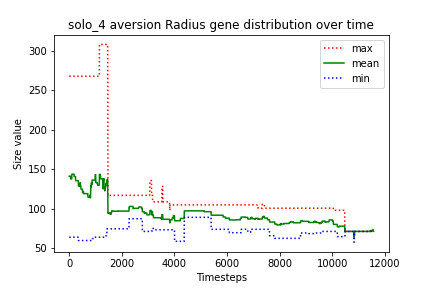 solo_4 aversion Radius gene distribution over time
max
mean
min
Size value
300
250
200
150
100
50
0
2000
4000
6000
8000
10000
12000
Timesteps